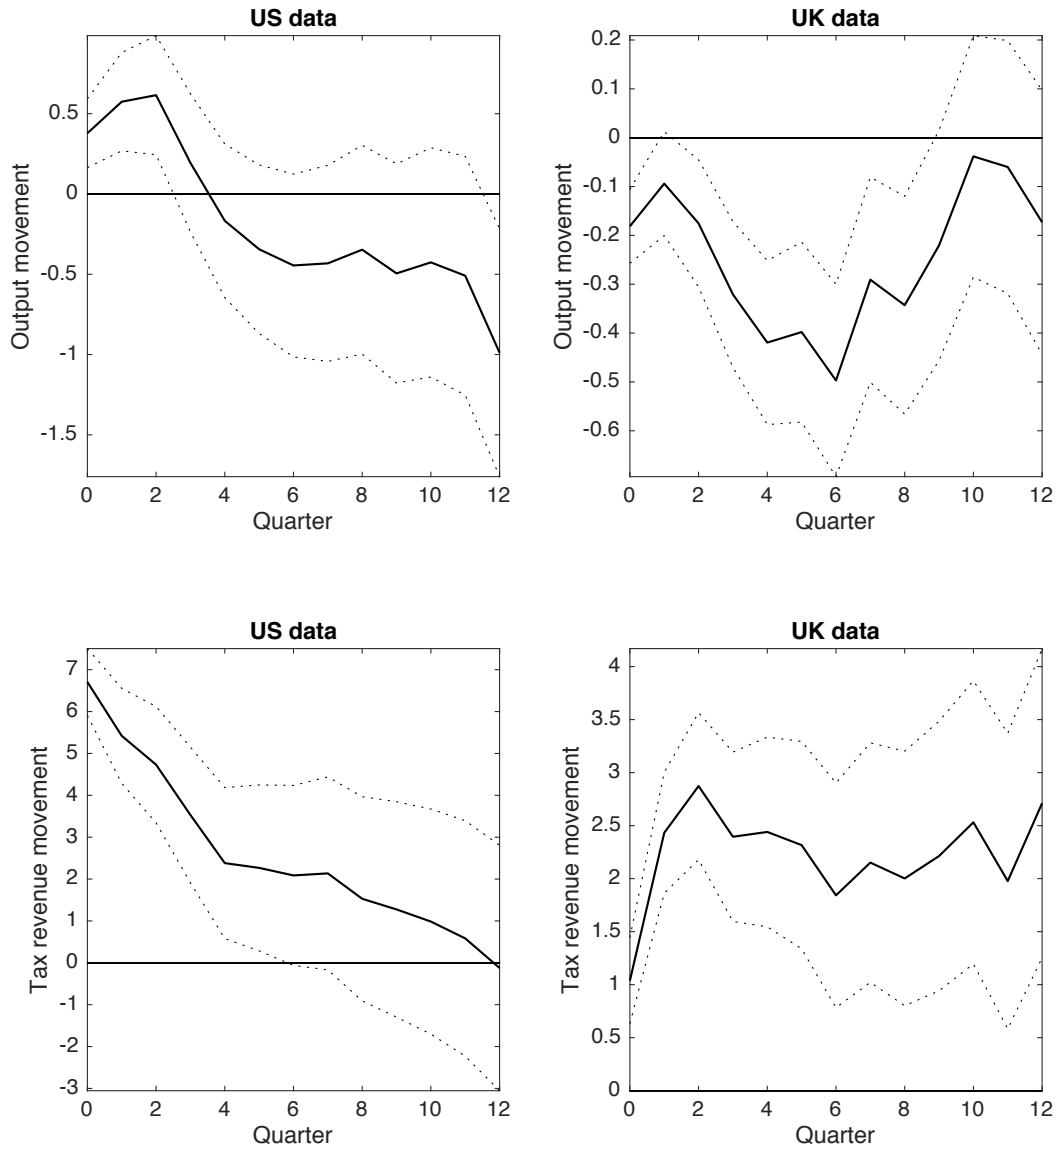 US data
UK data
Output movement
0.5
0
-0.5
-1
-1.5
0 2 4 6 8 10 12
Quarter
Output movement
0.2
0.1
0
-0.1
-0.2
-0.3
-0.4
-0.5
-0.6
0 2 4 6 8 10 12
Quarter
US data
UK data
Tax revenue movement
7
6
5
4
3
2
1
0
-1
-2
-3
0 2 4 6 8 10 12
Quarter
Tax revenue movement
4
3.5
3
2.5
2
1.5
1
0.5
0
0 2 4 6 8 10 12
Quarter